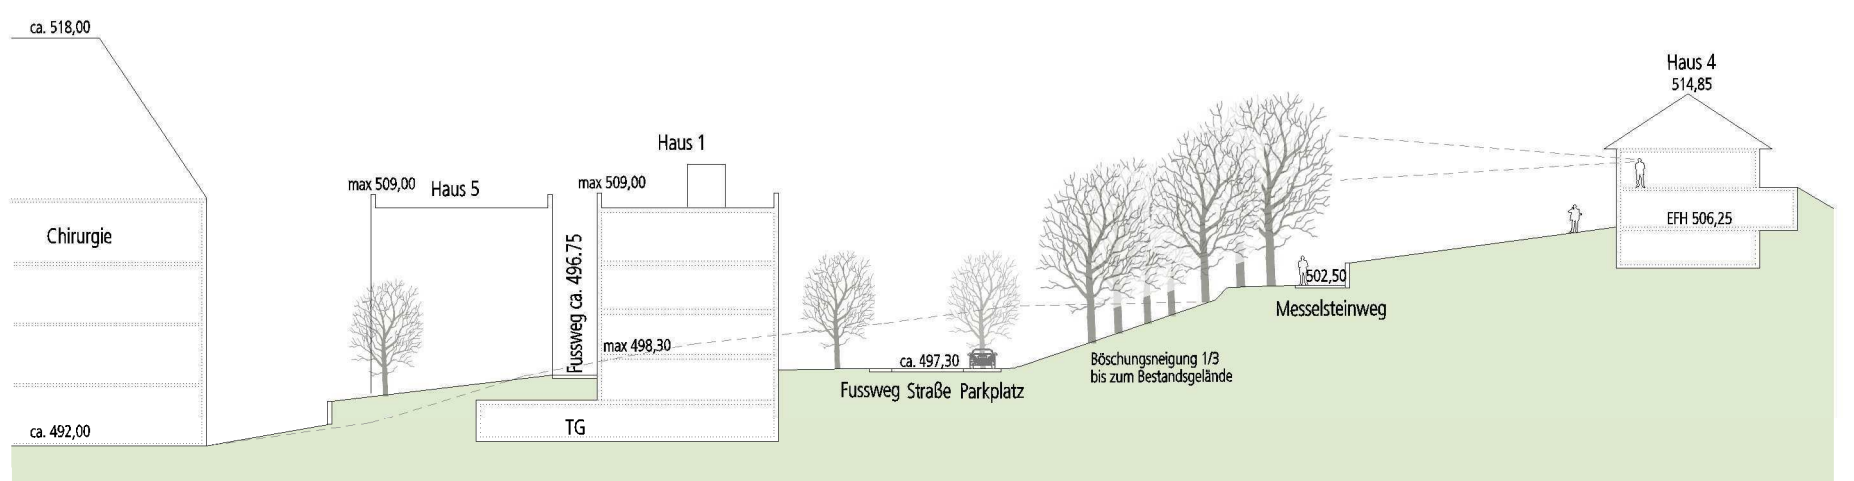 ca. 518,00
Chirurgie
ca. 492,00
max 509,00
Haus 5
Fussweg ca. 496.75
Haus 1
max 509,00
max 498,30
TG
ca. 497,30
Fussweg Straße Parkplatz
Böschungsneigung 1/3
bis zum Bestandsgelände
502,50
Messelsteinweg
Haus 4
514,85
EFH 506,25